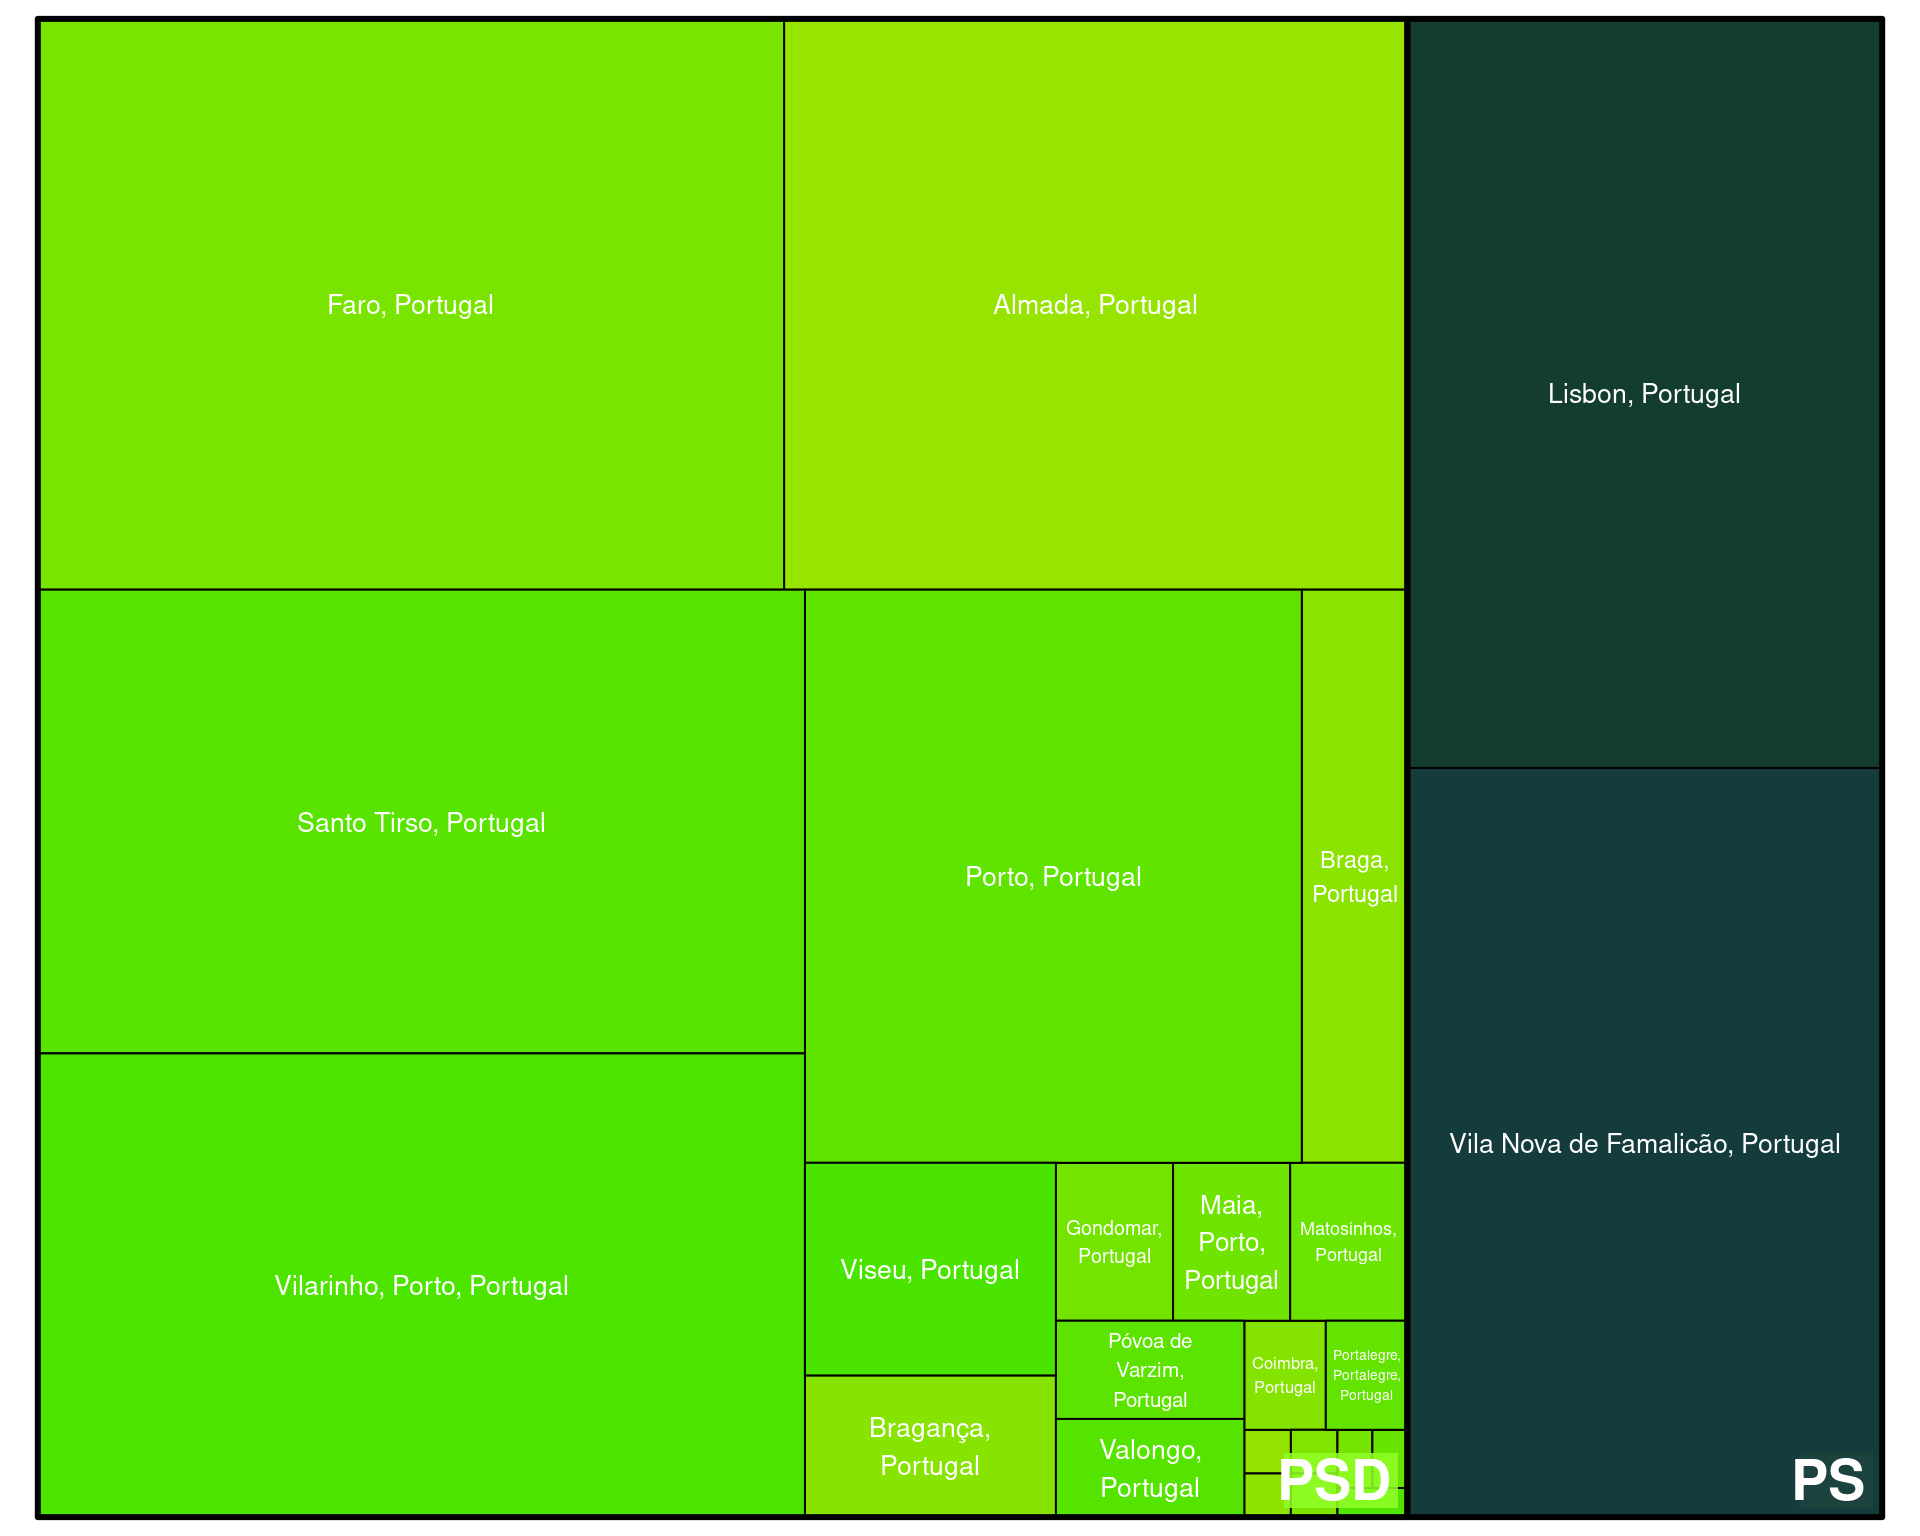 Faro, Portugal
Almada, Portugal
Lisbon, Portugal
Santo Tirso, Portugal
Porto, Portugal
Braga,
Portugal
Vila Nova de Famalicão, Portugal
Vilarinho, Porto, Portugal
Viseu, Portugal
Gondomar,
Portugal
Maia,
Porto,
Portugal
Matosinhos,
Portugal
Póvoa de
Varzim,
Portugal
Coimbra,
Portugal
Portalegre,
Portalegre,
Portugal
Bragança,
Portugal
Valongo,
Portugal
PSD
PS